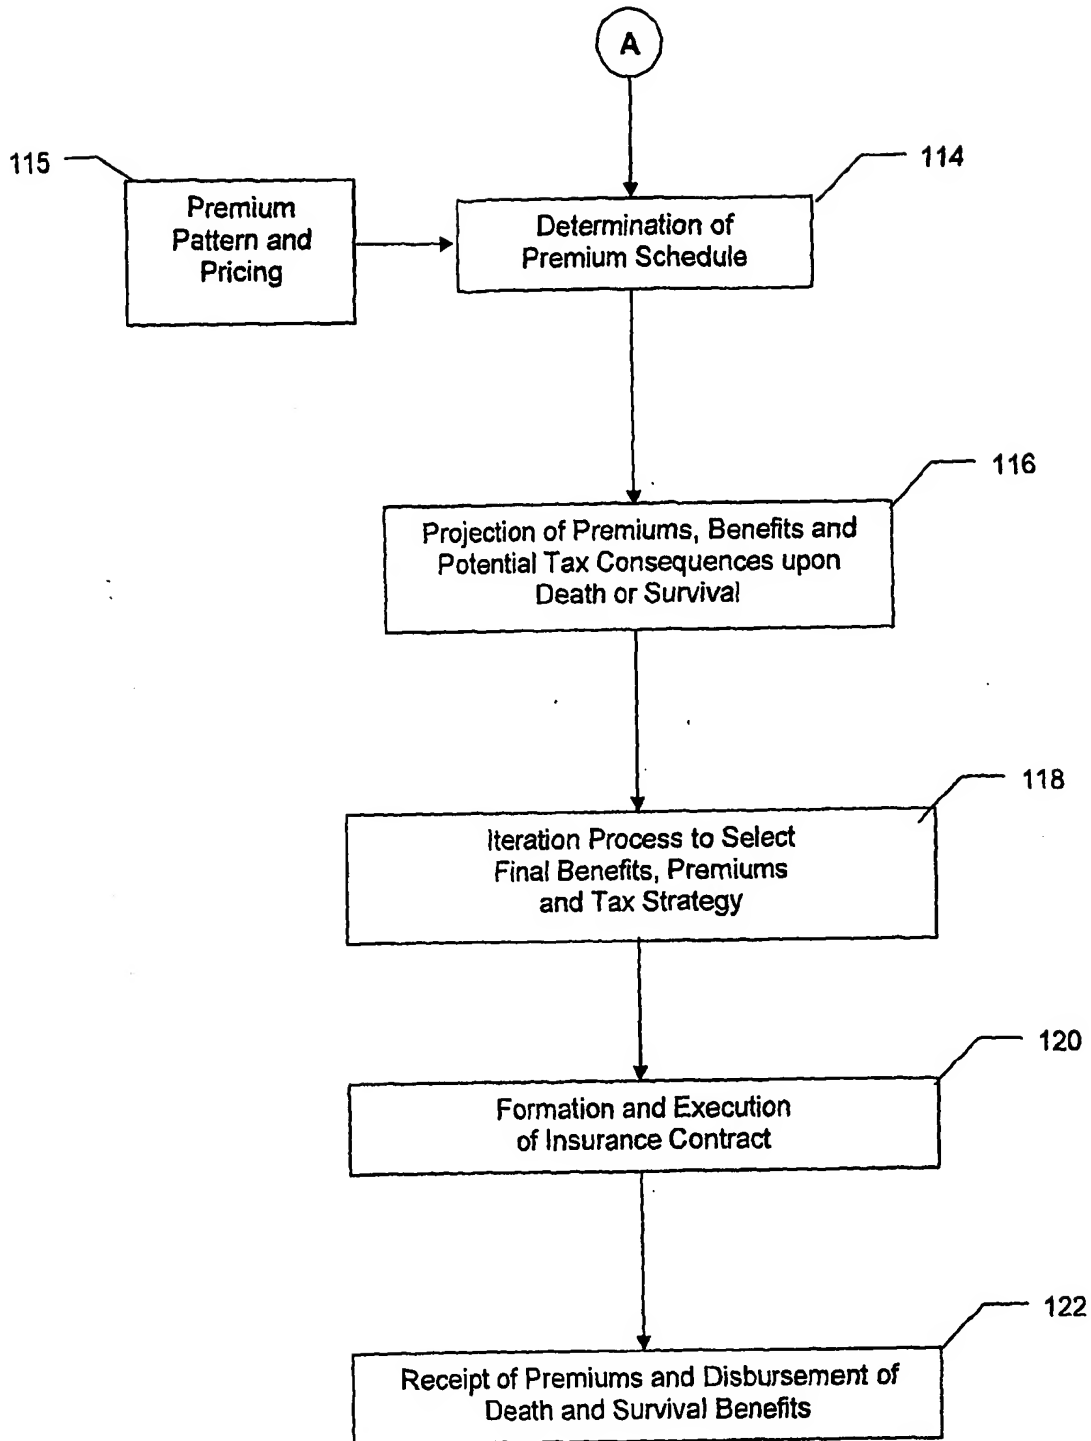 A
115
Premium
Pattern and
Pricing
114
Determination of
Premium Schedule
116
Projection of Premiums, Benefits and
Potential Tax Consequences upon
Death or Survival
118
Iteration Process to Select
Final Benefits, Premiums
and Tax Strategy
120
Formation and Execution
of Insurance Contract
122
Receipt of Premiums and Disbursement of
Death and Survival Benefits